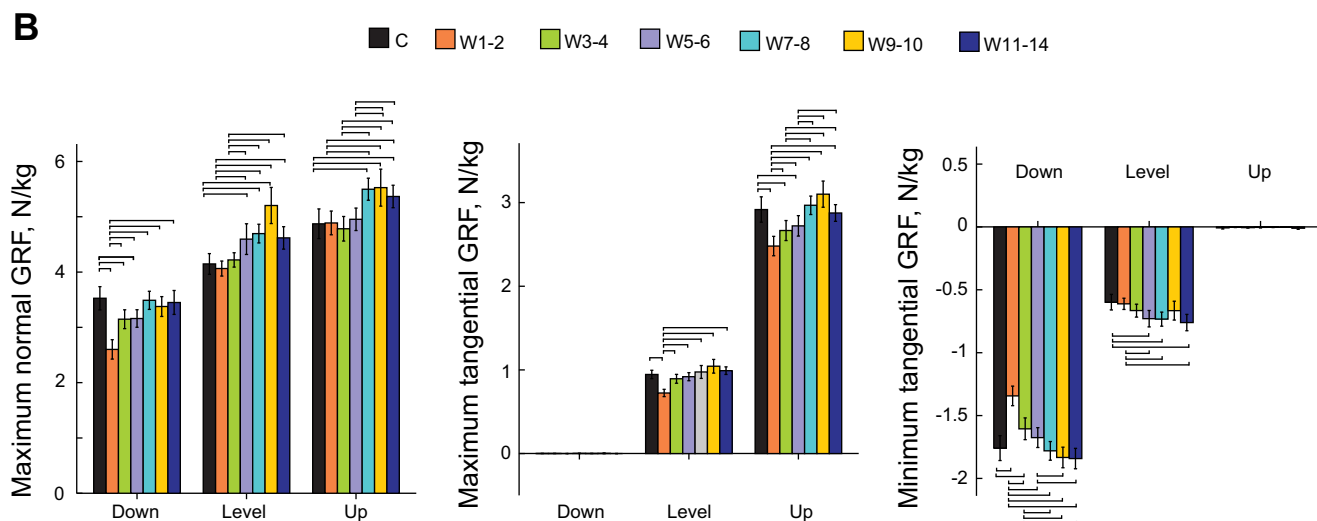 B
C W1-2 W3-4 W5-6 W7-8 W9-10 W11-14
Maximum normal GRF, N/kg
6
4
2
0
Down Level Up
Maximum tangential GRF, N/kg
3
2
1
0
Down Level Up
Minimum tangential GRF, N/kg
0.5
0
-0.5
-1
-1.5
-2
Down Level Up